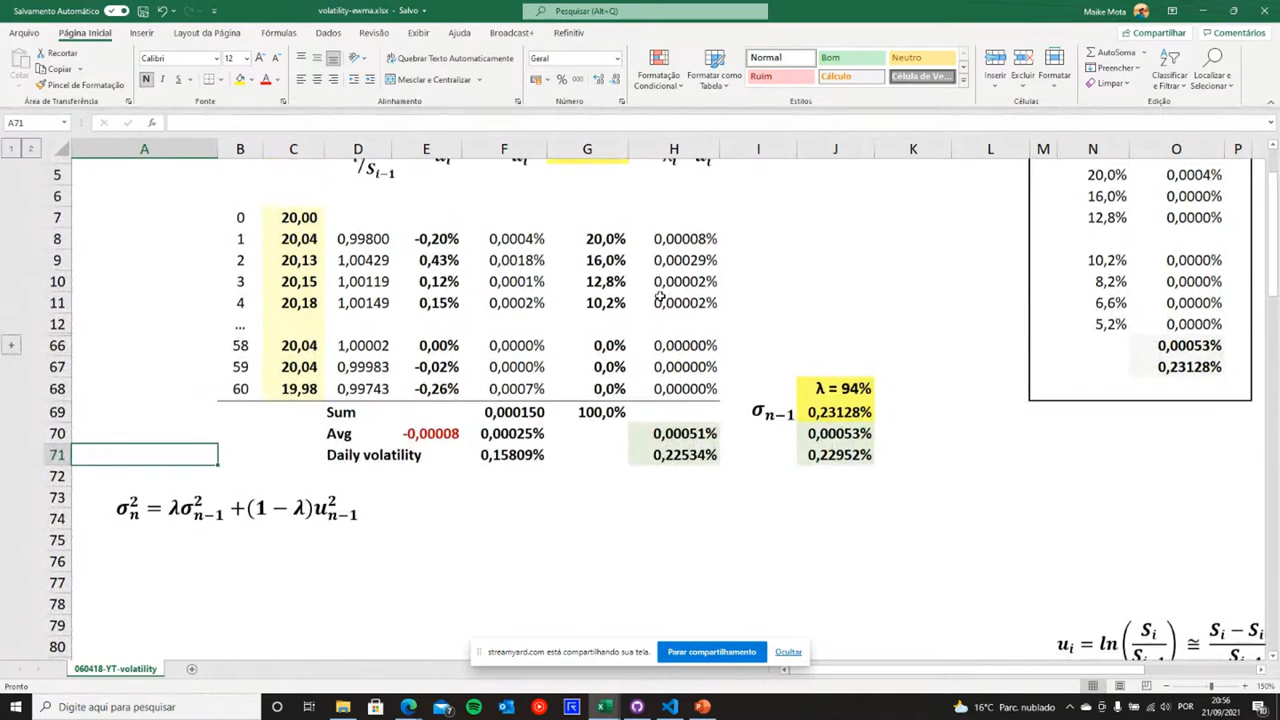 Salvamento Automático
volatility-ewma.xlsx - Salvo
Pesquisar (Alt+Q)
Maike Mota
Arquivo Página Inicial Inserir Layout da Página Fórmulas Dados Revisão Exibir Ajuda Broadcast+ Refinitiv
Compartilhar Comentários
Colar
Recortar
Copiar
Pincel de Formatação
Calibri 12
N I S
Quebrar Texto Automaticamente
Mesclar e Centralizar
Geral
Formatação Condicional
Formatar como Tabela
Normal Bom Neutro
Ruim Cálculo Célula de Ve...
Inserir Excluir Formatar
AutoSoma
Preencher
Limpar
Classificar e Filtrar
Localizar e Selecionar
Área de Transferência Fonte Alinhamento Número Estilos Células Edição
A71
fx
1 2
A B C D E F G H I J K L M N O P
/S i−1
5 20,0% 0,0004%
6 16,0% 0,0000%
7 0 20,00 12,8% 0,0000%
8 1 20,04 0,99800 -0,20% 0,0004% 20,0% 0,00008%
9 2 20,13 1,00429 0,43% 0,0018% 16,0% 0,00029% 10,2% 0,0000%
10 3 20,15 1,00119 0,12% 0,0001% 12,8% 0,00002% 8,2% 0,0000%
11 4 20,18 1,00149 0,15% 0,0002% 10,2% 0,00002% 6,6% 0,0000%
12 ... 5,2% 0,0000%
66 58 20,04 1,00002 0,00% 0,0000% 0,0% 0,00000% 0,00053%
67 59 20,04 0,99983 -0,02% 0,0000% 0,0% 0,00000% 0,23128%
68 60 19,98 0,99743 -0,26% 0,0007% 0,0% 0,00000% λ = 94%
69 Sum 0,000150 100,0% σn−1 0,23128%
70 Avg -0,00008 0,00025% 0,00051% 0,00053%
71 Daily volatility 0,15809% 0,22534% 0,22952%
72
73
σ²n = λσ²n−1 +(1 − λ)u²n−1
74
75
76
77
78
79
80
ui = ln(Si/Si−1) ≅ Si − Si
streamyard.com está compartilhando sua tela.
Parar compartilhamento
Ocultar
060418-YT-volatility
Pronto
150%
Digite aqui para pesquisar
16°C Parc. nublado
POR
20:56
21/09/2021